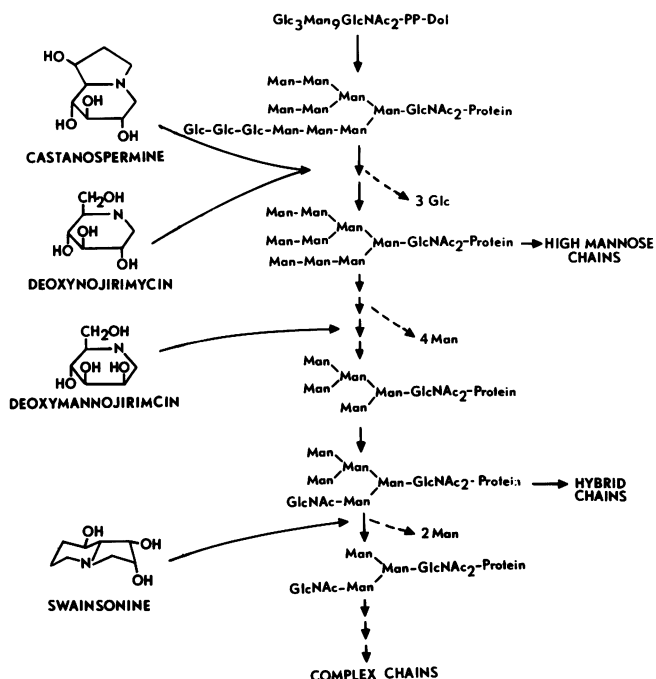 Glc3Man9GlcNAc2-PP-Dol
HO
N
OH
HO
OH
CASTANOSPERMINE
Man-Man
Man
Man-Man
Man-GlcNAc2-Protein
Glc-Glc-Glc-Man-Man-Man
3 Glc
CH2OH
N
OH
HO
OH
DEOXYNOJIRIMYCIN
Man-Man
Man
Man-Man
Man-GlcNAc2-Protein
HIGH MANNOSE
CHAINS
Man-Man-Man
4 Man
CH2OH
N
OH
HO
HO
DEOXYMANNOJIRIMCIN
Man
Man
Man
Man-GlcNAc2-Protein
Man
Man
Man
Man
Man-GlcNAc2-Protein
HYBRID
CHAINS
GlcNAc-Man
2 Man
OH
OH
N
OH
SWAINSONINE
Man
Man-GlcNAc2-Protein
GlcNAc-Man
COMPLEX CHAINS